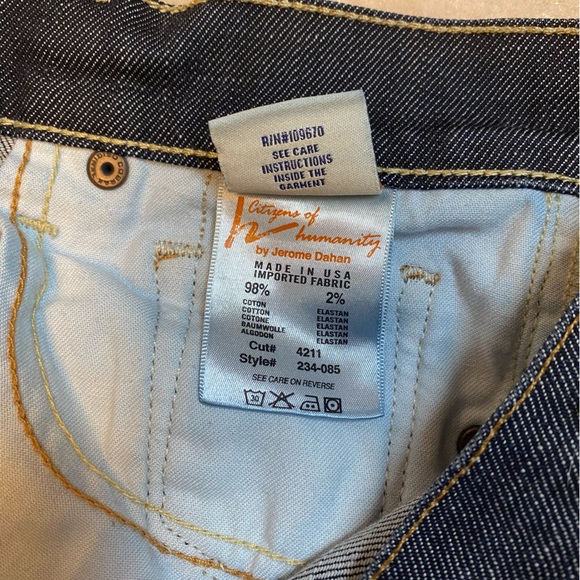 R/N#109670
SEE CARE
INSTRUCTIONS
INSIDE THE
GARMENT
Citizens of
humanity
by Jerome Dahan
MADE IN USA
IMPORTED FABRIC
98% 2%
COTON ELASTAN
COTTON ELASTAN
COTONE ELASTAN
BAUMWOLLE ELASTAN
ALGODON ELASTAN
Cut# 4211
Style# 234-085
SEE CARE ON REVERSE
30